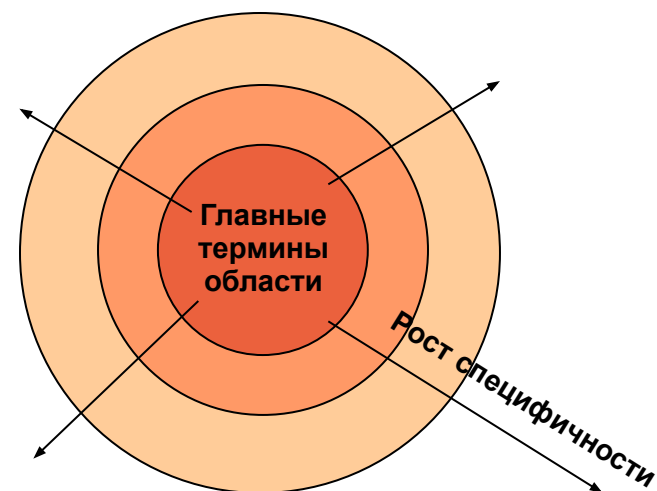 Главные
термины
области
Рост специфичности